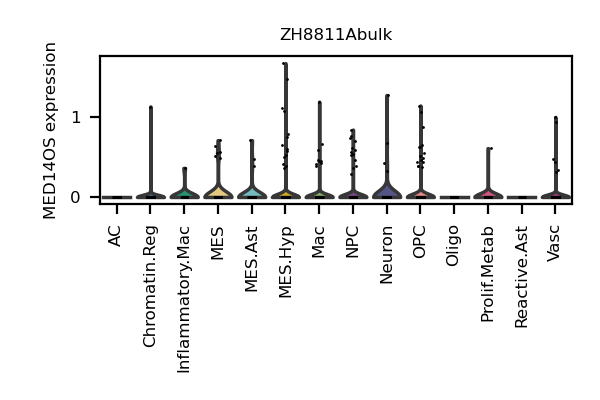 ZH8811Abulk
MED14OS expression
1
0
AC
Chromatin.Reg
Inflammatory.Mac
MES
MES.Ast
MES.Hyp
Mac
NPC
Neuron
OPC
Oligo
Prolif.Metab
Reactive.Ast
Vasc